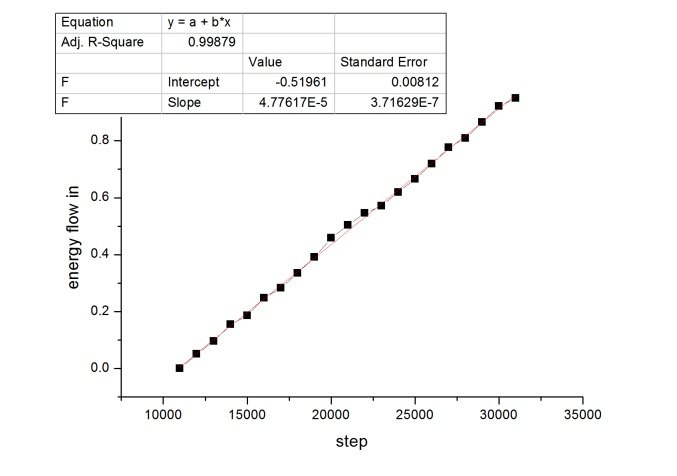 Equation y = a + b*x
Adj. R-Square 0.99879
Value Standard Error
F Intercept -0.51961 0.00812
F Slope 4.77617E-5 3.71629E-7
0.8
0.6
0.4
0.2
0.0
energy flow in
10000 15000 20000 25000 30000 35000
step